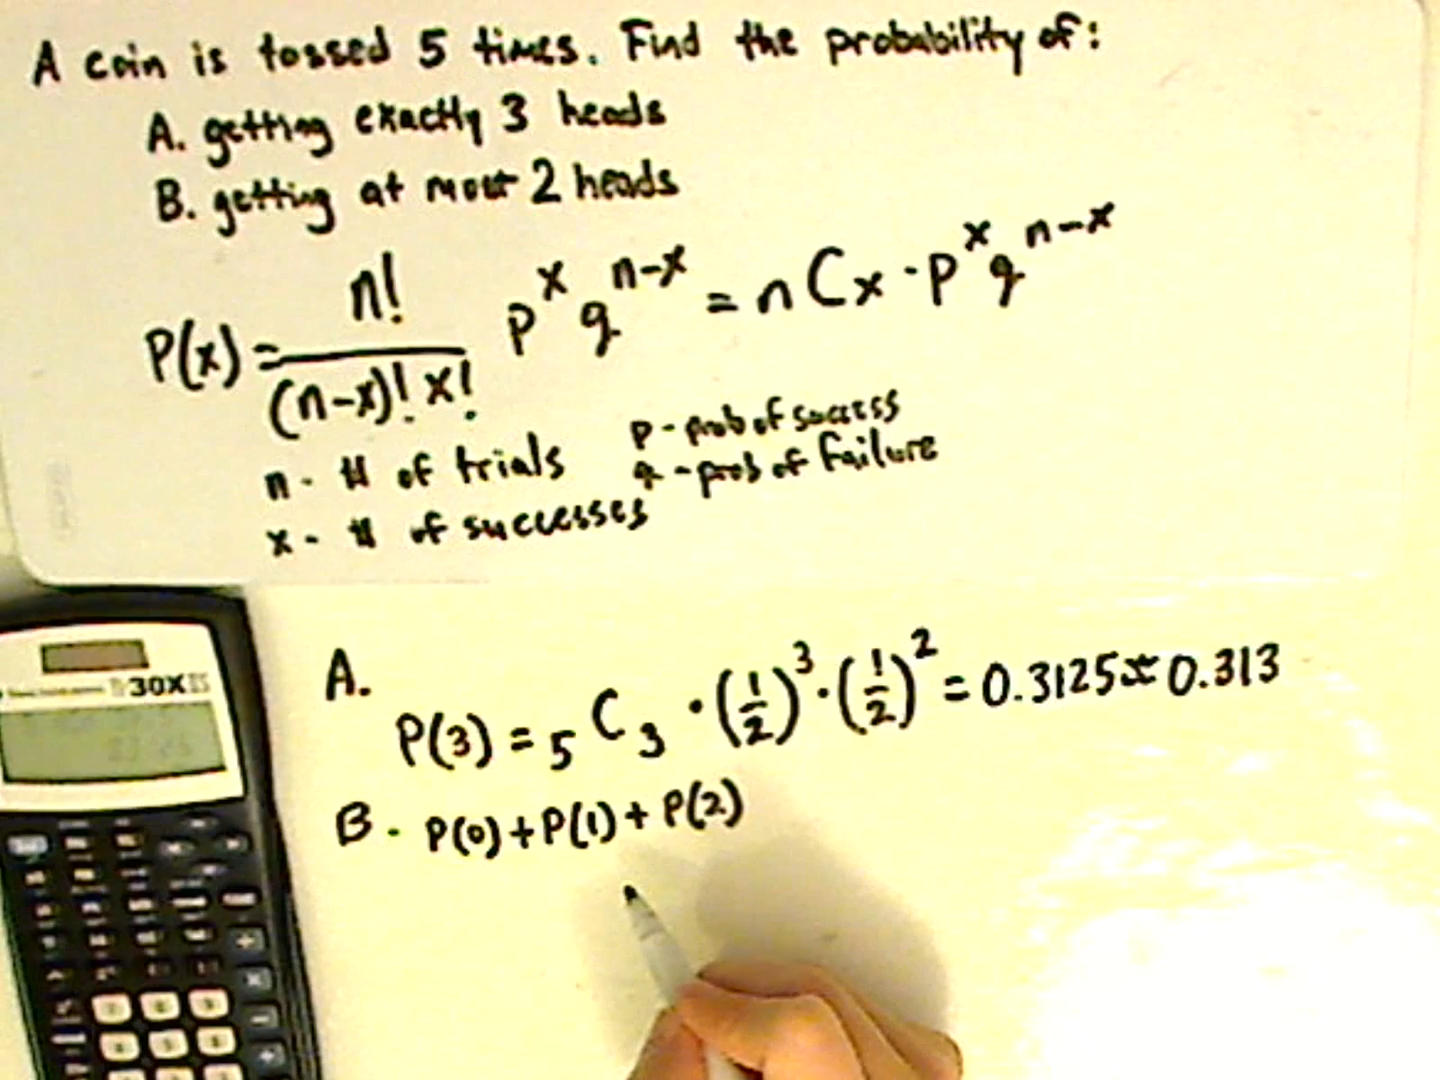 A coin is tossed 5 times. Find the probability of:
A. getting exactly 3 heads
B. getting at most 2 heads
P(x) = n! / (n-x)! x! p^x q^(n-x) = nCx · p^x q^(n-x)
n - # of trials p - prob of success
x - # of successes q - prob of failure
30X IIS
A.
P(3) = 5C3 · (1/2)^3 · (1/2)^2 = 0.3125 ≈ 0.313
B. P(0) + P(1) + P(2)